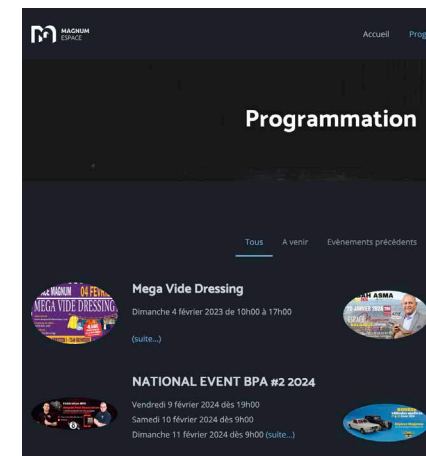 MAGNUM
ESPACE
Accueil
Programmation
Tous
A venir
Evènements précédents
MAGNUM 04 FEVR
MEGA VIDE DRESSING
Mega Vide Dressing
Dimanche 4 février 2023 de 10h00 à 17h00
(suite...)
ASMA
NATIONAL EVENT BPA #2 2024
Vendredi 9 février 2024 dès 19h00
Samedi 10 février 2024 dès 9h00
Dimanche 11 février 2024 dès 9h00 (suite...)